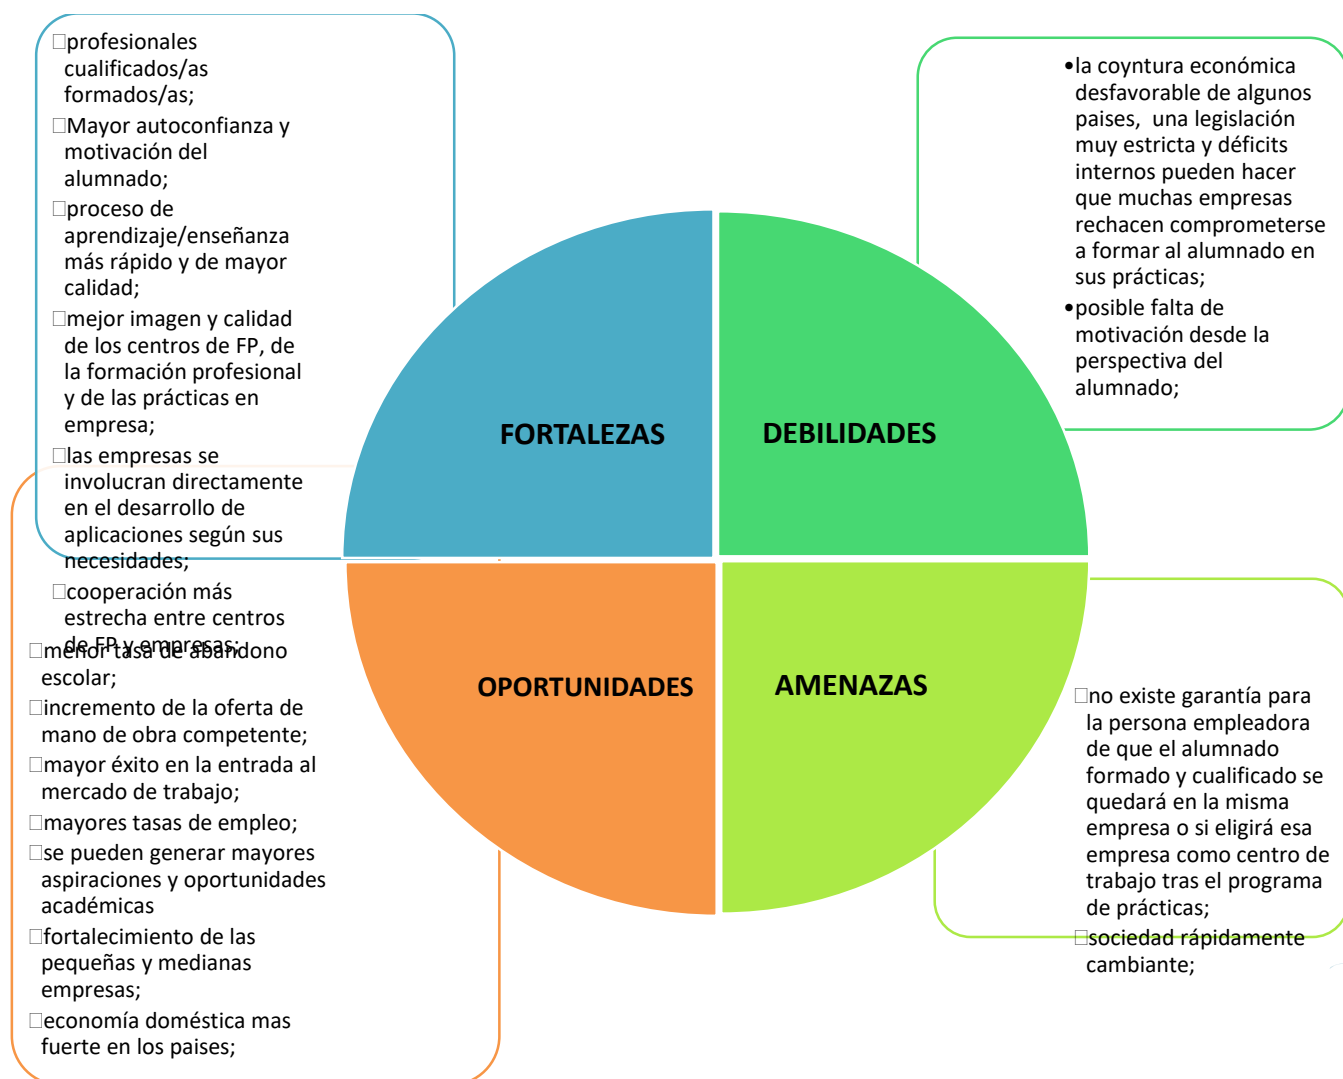 □profesionales
cualificados/as
formados/as;
□Mayor autoconfianza y
motivación del
alumnado;
□proceso de
aprendizaje/enseñanza
más rápido y de mayor
calidad;
□mejor imagen y calidad
de los centros de FP, de
la formación profesional
y de las prácticas en
empresa;
□las empresas se
involucran directamente
en el desarrollo de
aplicaciones según sus
necesidades;
□cooperación más
estrecha entre centros
de FP y empresas;
FORTALEZAS
•la coyntura económica
desfavorable de algunos
paises, una legislación
muy estricta y déficits
internos pueden hacer
que muchas empresas
rechacen comprometerse
a formar al alumnado en
sus prácticas;
•posible falta de
motivación desde la
perspectiva del
alumnado;
DEBILIDADES
□menor tasa de abandono
escolar;
□incremento de la oferta de
mano de obra competente;
□mayor éxito en la entrada al
mercado de trabajo;
□mayores tasas de empleo;
□se pueden generar mayores
aspiraciones y oportunidades
académicas
□fortalecimiento de las
pequeñas y medianas
empresas;
□economía doméstica mas
fuerte en los paises;
OPORTUNIDADES
AMENAZAS
□no existe garantía para
la persona empleadora
de que el alumnado
formado y cualificado se
quedará en la misma
empresa o si eligirá esa
empresa como centro de
trabajo tras el programa
de prácticas;
□sociedad rápidamente
cambiante;